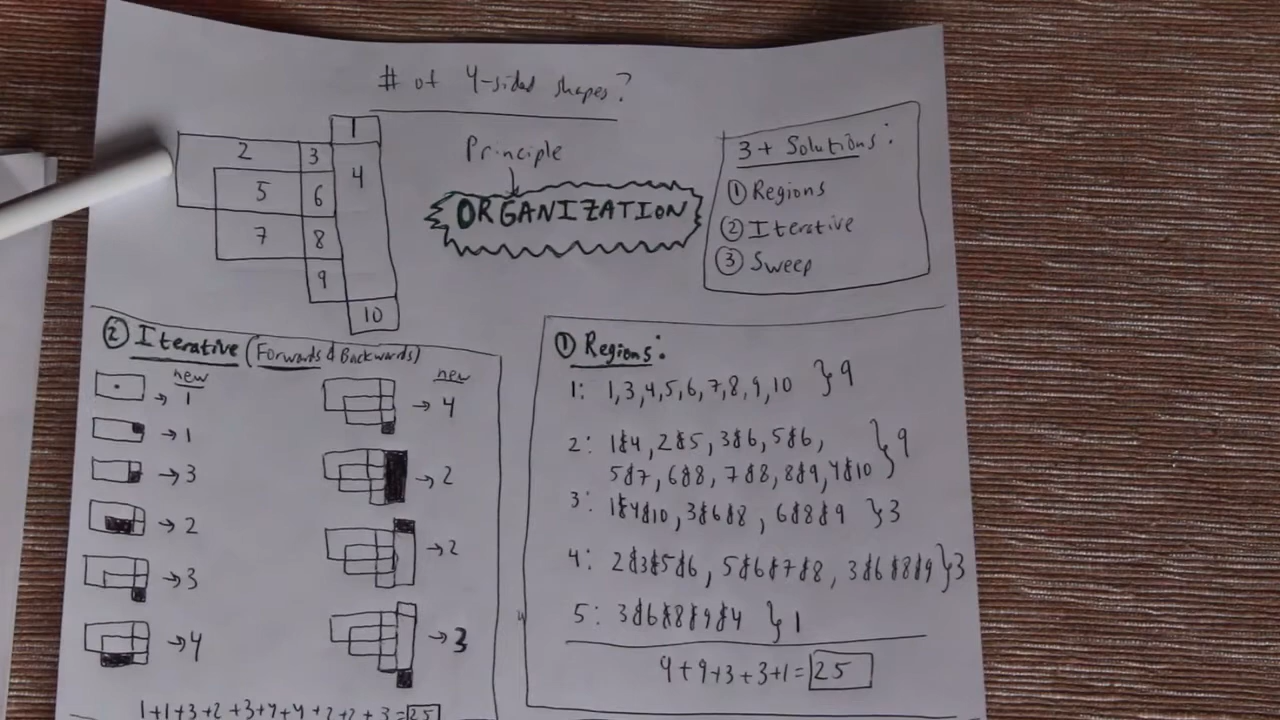 # of 4-sided shapes?
1
2 3
4
5 6
7 8
9
10
Principle
ORGANIZATION
3+ Solutions:
① Regions
② Iterative
③ Sweep
② Iterative (Forwards & Backwards)
new
→ 1
→ 1
→ 3
→ 2
→ 3
→ 4
new
→ 4
→ 2
→ 2
→ 3
1+1+3+2+3+4+4+2+2+3=25
① Regions:
1: 1,3,4,5,6,7,8,9,10 } 9
2: 1&4, 2&5, 3&6, 5&6,
5&7, 6&8, 7&8, 8&9, 4&10 } 9
3: 1&4&10, 3&6&8, 6&8&9 } 3
4: 2&3&5&6, 5&6&7&8, 3&6&8&9 } 3
5: 3&6&8&9&4 } 1
9+9+3+3+1=25